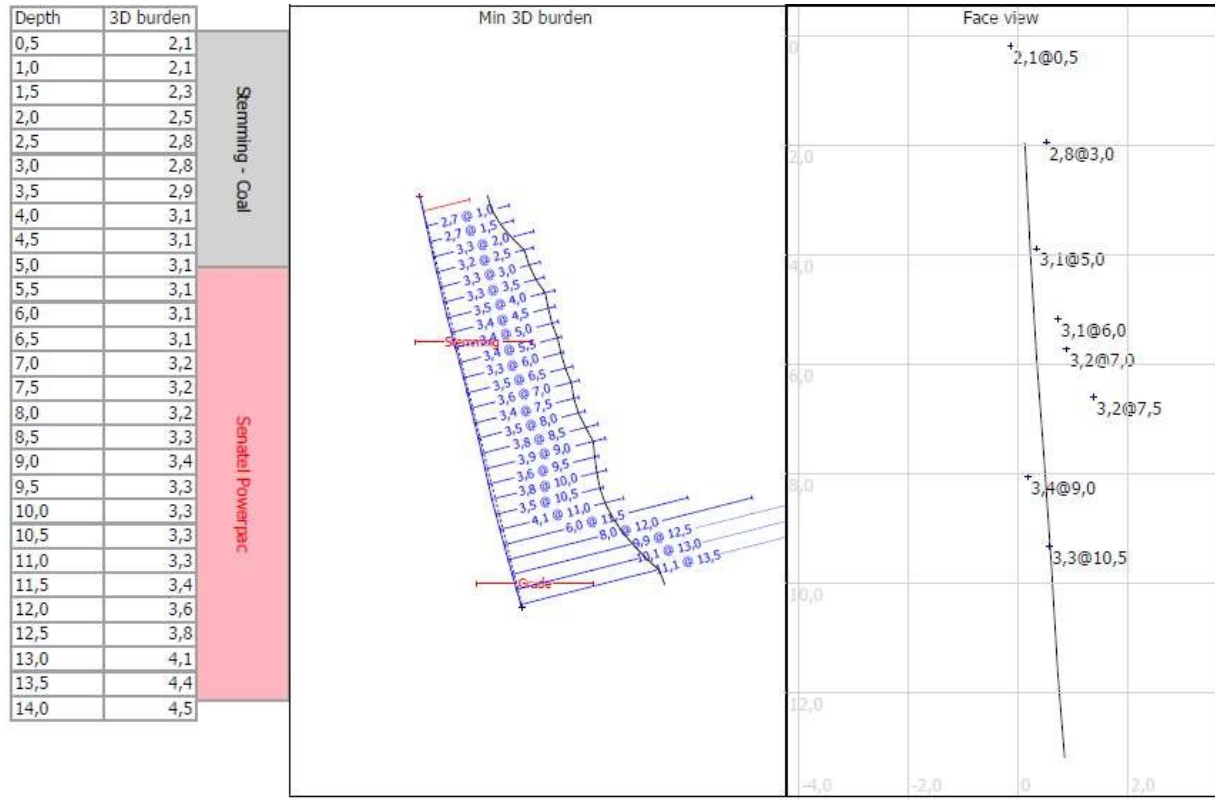 Depth 3D burden
0,5 2,1
1,0 2,1
1,5 2,3
2,0 2,5
2,5 2,8
3,0 2,8
3,5 2,9
4,0 3,1
4,5 3,1
5,0 3,1
5,5 3,1
6,0 3,1
6,5 3,1
7,0 3,2
7,5 3,2
8,0 3,2
8,5 3,3
9,0 3,4
9,5 3,3
10,0 3,3
10,5 3,3
11,0 3,3
11,5 3,4
12,0 3,6
12,5 3,8
13,0 4,1
13,5 4,4
14,0 4,5
Stemming - Coal
Senatel Powerpac
Min 3D burden
2,7 @ 1,0
2,7 @ 1,5
3,3 @ 2,0
3,2 @ 2,5
3,3 @ 3,0
3,3 @ 3,5
3,5 @ 4,0
3,4 @ 4,5
3,4 @ 5,0
Stemming
3,4 @ 5,5
3,3 @ 6,0
3,5 @ 6,5
3,6 @ 7,0
3,4 @ 7,5
3,5 @ 8,0
3,8 @ 8,5
3,9 @ 9,0
3,6 @ 9,5
3,8 @ 10,0
3,5 @ 10,5
4,1 @ 11,0
6,0 @ 11,5
8,0 @ 12,0
9,9 @ 12,5
10,1 @ 13,0
11,1 @ 13,5
Grade
Face view
0
2,1@0,5
2,0
2,8@3,0
4,0
3,1@5,0
3,1@6,0
3,2@7,0
6,0
3,2@7,5
8,0
3,4@9,0
3,3@10,5
10,0
12,0
-4,0 -2,0 0 2,0